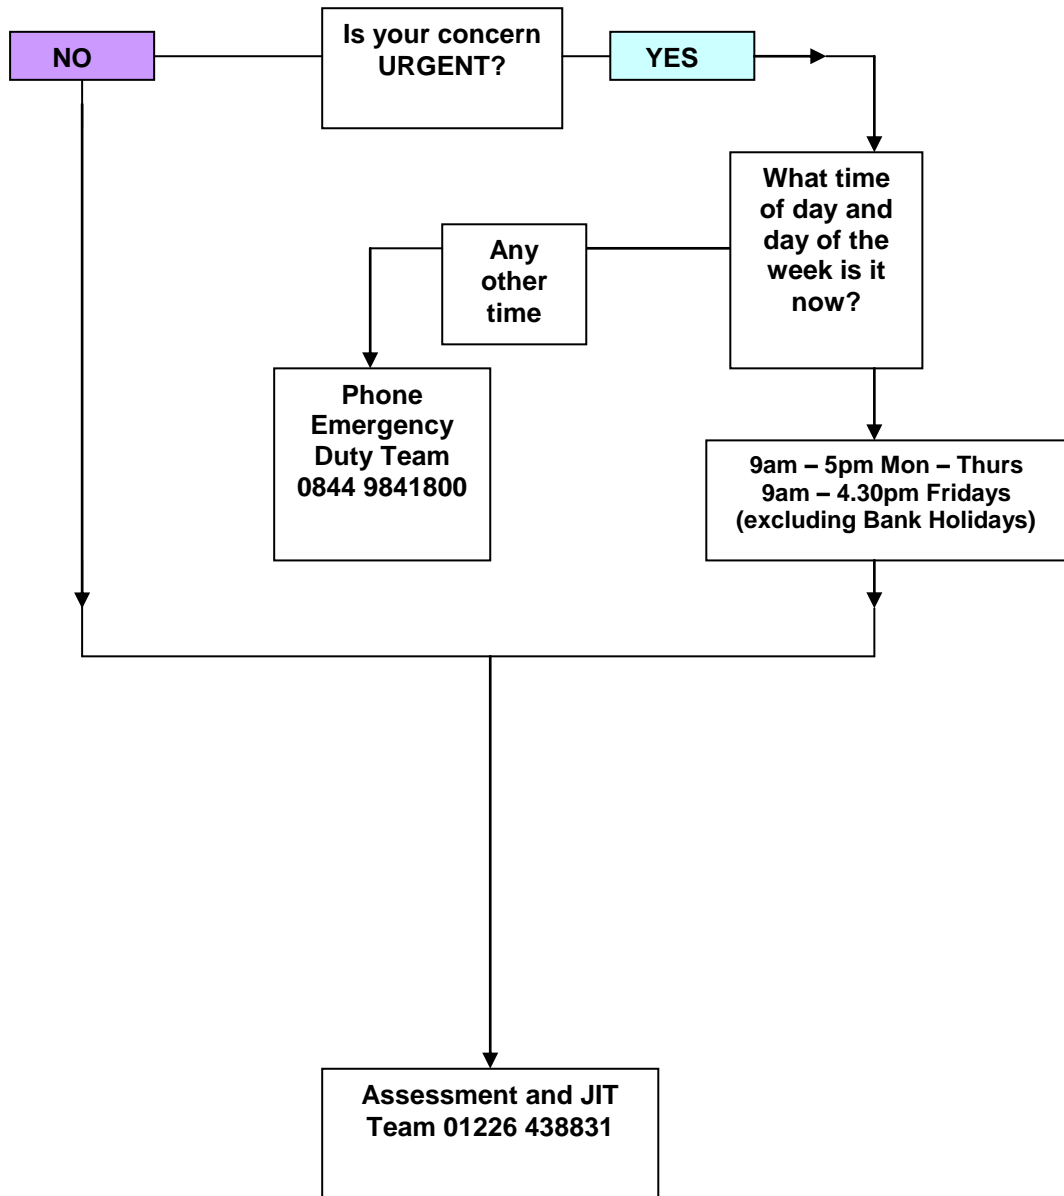 NO
Is your concern
URGENT?
YES
What time
of day and
day of the
week is it
now?
Any
other
time
Phone
Emergency
Duty Team
0844 9841800
9am – 5pm Mon – Thurs
9am – 4.30pm Fridays
(excluding Bank Holidays)
Assessment and JIT
Team 01226 438831